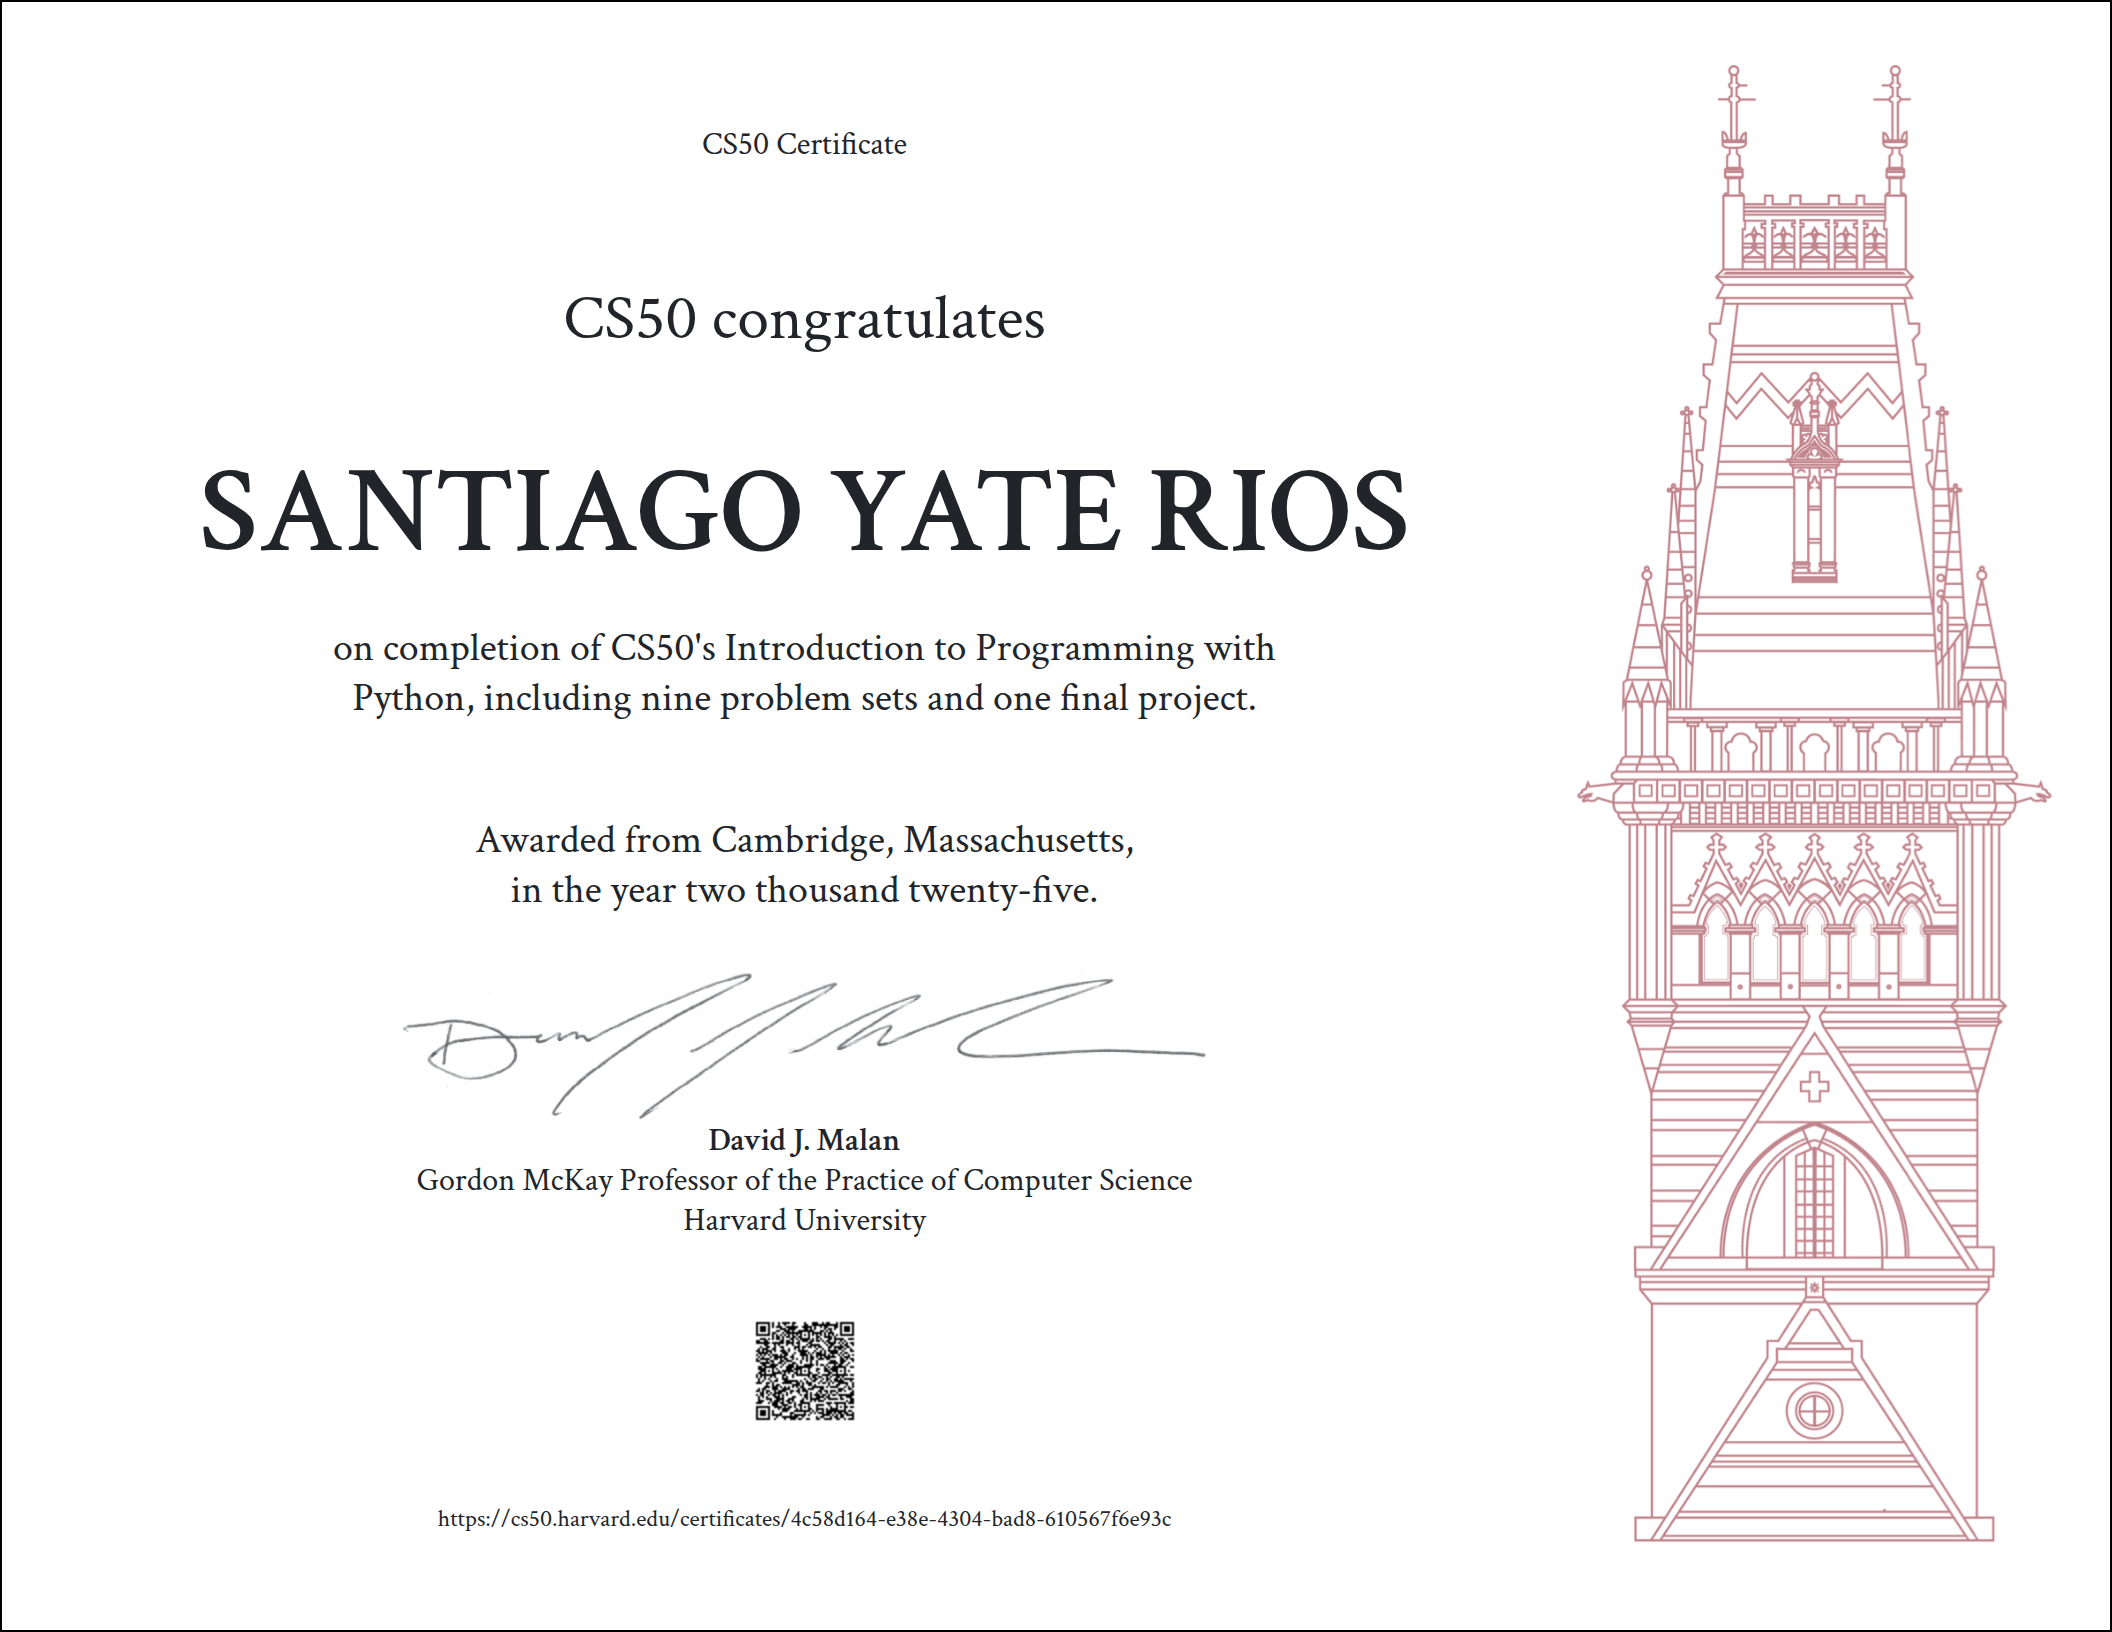 CS50 Certificate
CS50 congratulates
SANTIAGO YATE RIOS
on completion of CS50's Introduction to Programming with
Python, including nine problem sets and one final project.
Awarded from Cambridge, Massachusetts,
in the year two thousand twenty-five.
David J. Malan
Gordon McKay Professor of the Practice of Computer Science
Harvard University
https://cs50.harvard.edu/certificates/4c58d164-e38e-4304-bad8-610567f6e93c